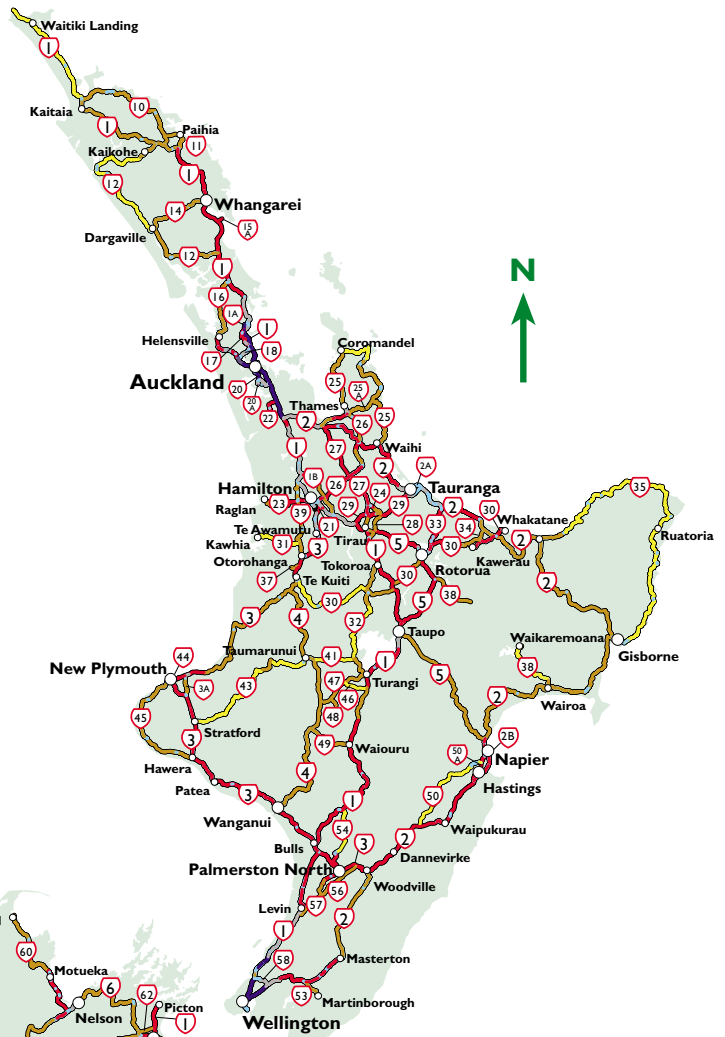 Waitiki Landing
1
10
Kaitaia
1
Paihia
11
Kaikohe
1
12
14
Whangarei
15
A
Dargaville
12
1
16
1A
1
Helensville
17
18
Coromandel
Auckland
20
25
25
A
20
A
Thames
22
2
26
25
1
27
Waihi
2
2A
1B
Hamilton
26
27
24
Tauranga
23
29
29
2
30
Raglan
39
21
28
33
34
Whakatane
35
Te Awamutu
Tirau
2
Ruatoria
Kawhia
31
3
1
5
30
Kawerau
Otorohanga
Tokoroa
Rotorua
37
Te Kuiti
30
2
30
5
38
3
4
32
Taupo
Waikaremoana
Gisborne
44
Taumarunui
41
1
38
New Plymouth
5
3A
43
47
Turangi
46
2
Wairoa
45
48
Stratford
3
49
Waiouru
50
A
2B
Napier
Hawera
4
Hastings
Patea
3
1
50
Wanganui
54
Waipukurau
Bulls
3
2
Dannevirke
Palmerston North
56
Woodville
57
Levin
2
1
60
58
Masterton
Motueka
6
62
53
Picton
Martinborough
Nelson
1
Wellington
N